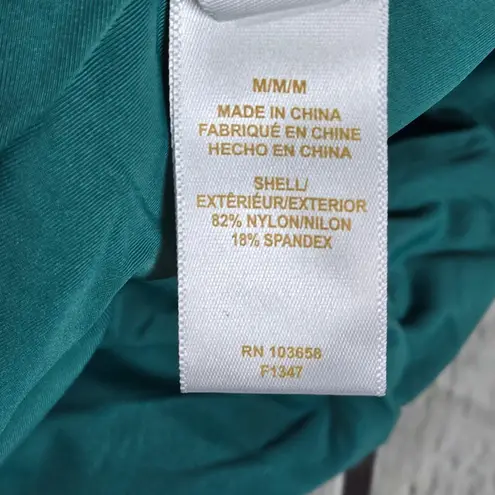 M/M/M
MADE IN CHINA
FABRIQUÉ EN CHINE
HECHO EN CHINA
SHELL/
EXTÉRIEUR/EXTERIOR
82% NYLON/NILON
18% SPANDEX
RN 103658
F1347